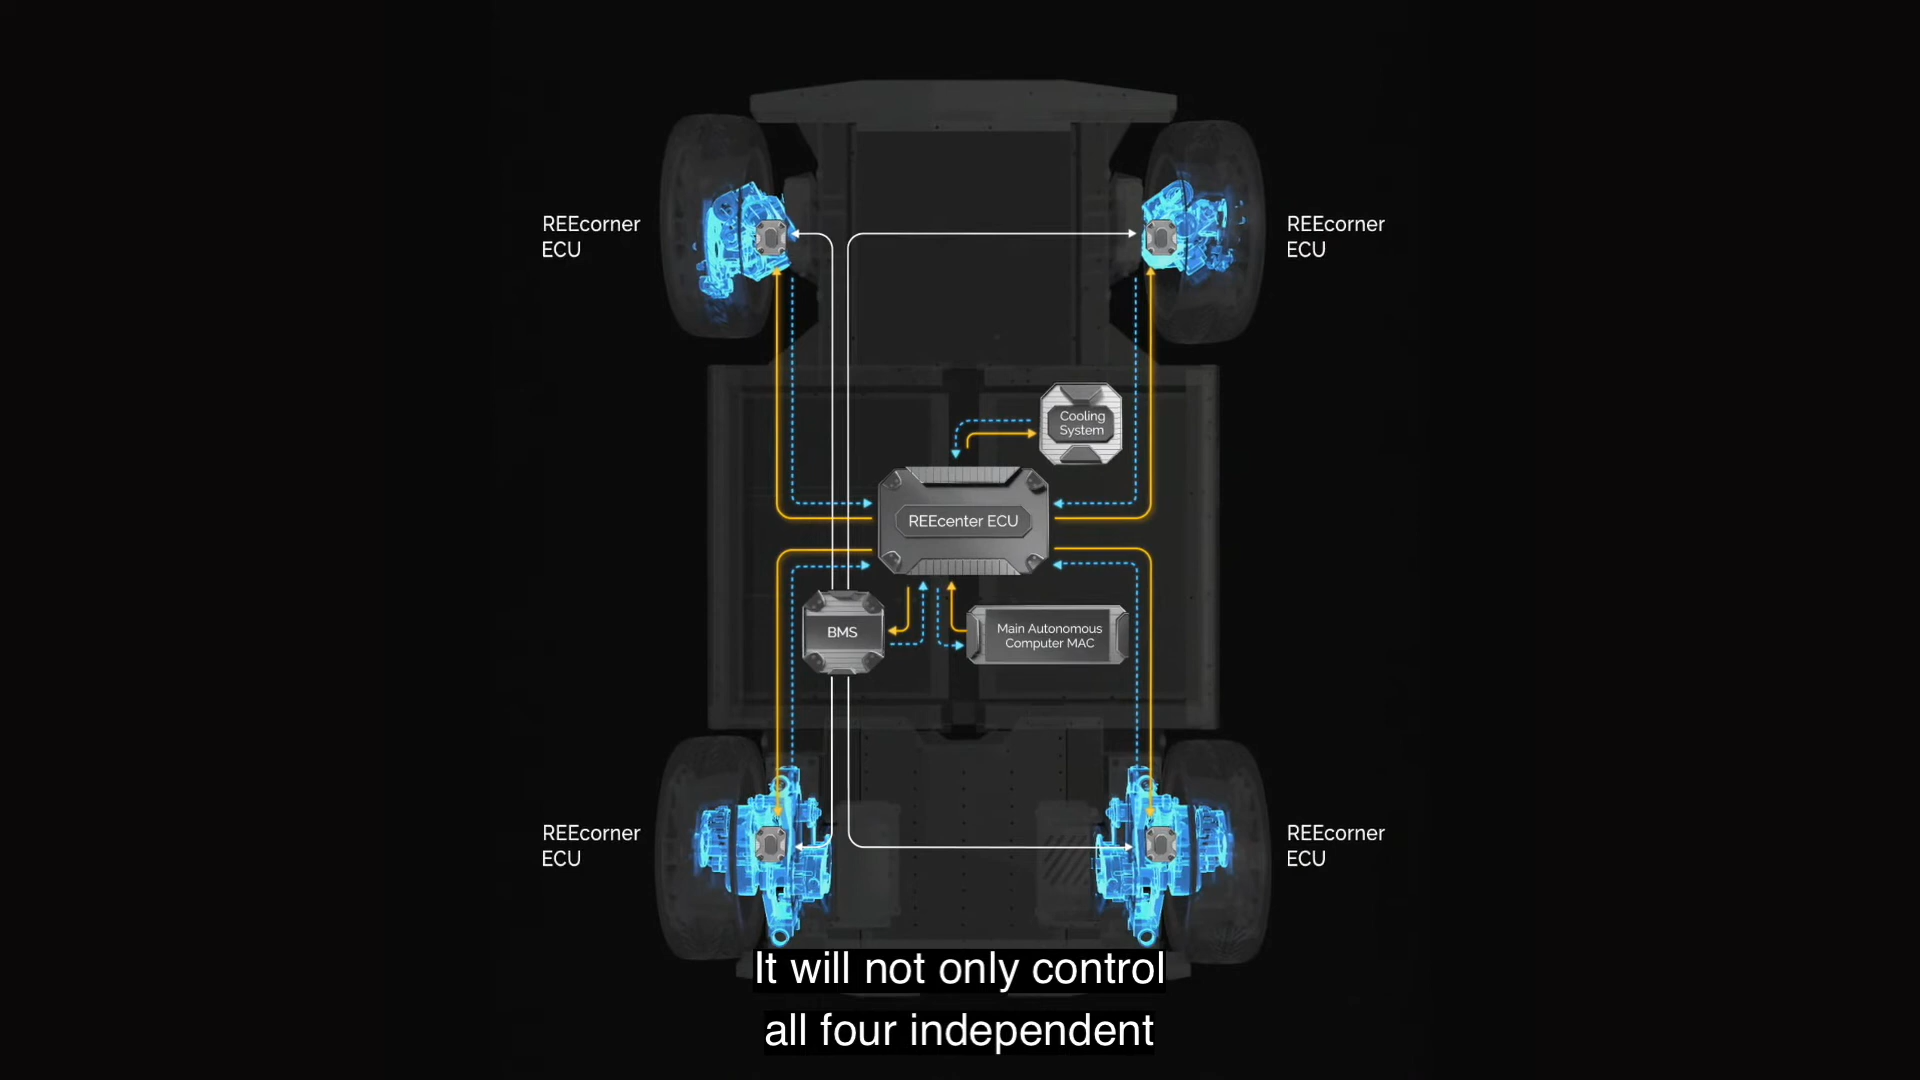 REEcorner
ECU
REEcorner
ECU
Cooling
System
REEcenter ECU
BMS
Main Autonomous
Computer MAC
REEcorner
ECU
REEcorner
ECU
It will not only control
all four independent